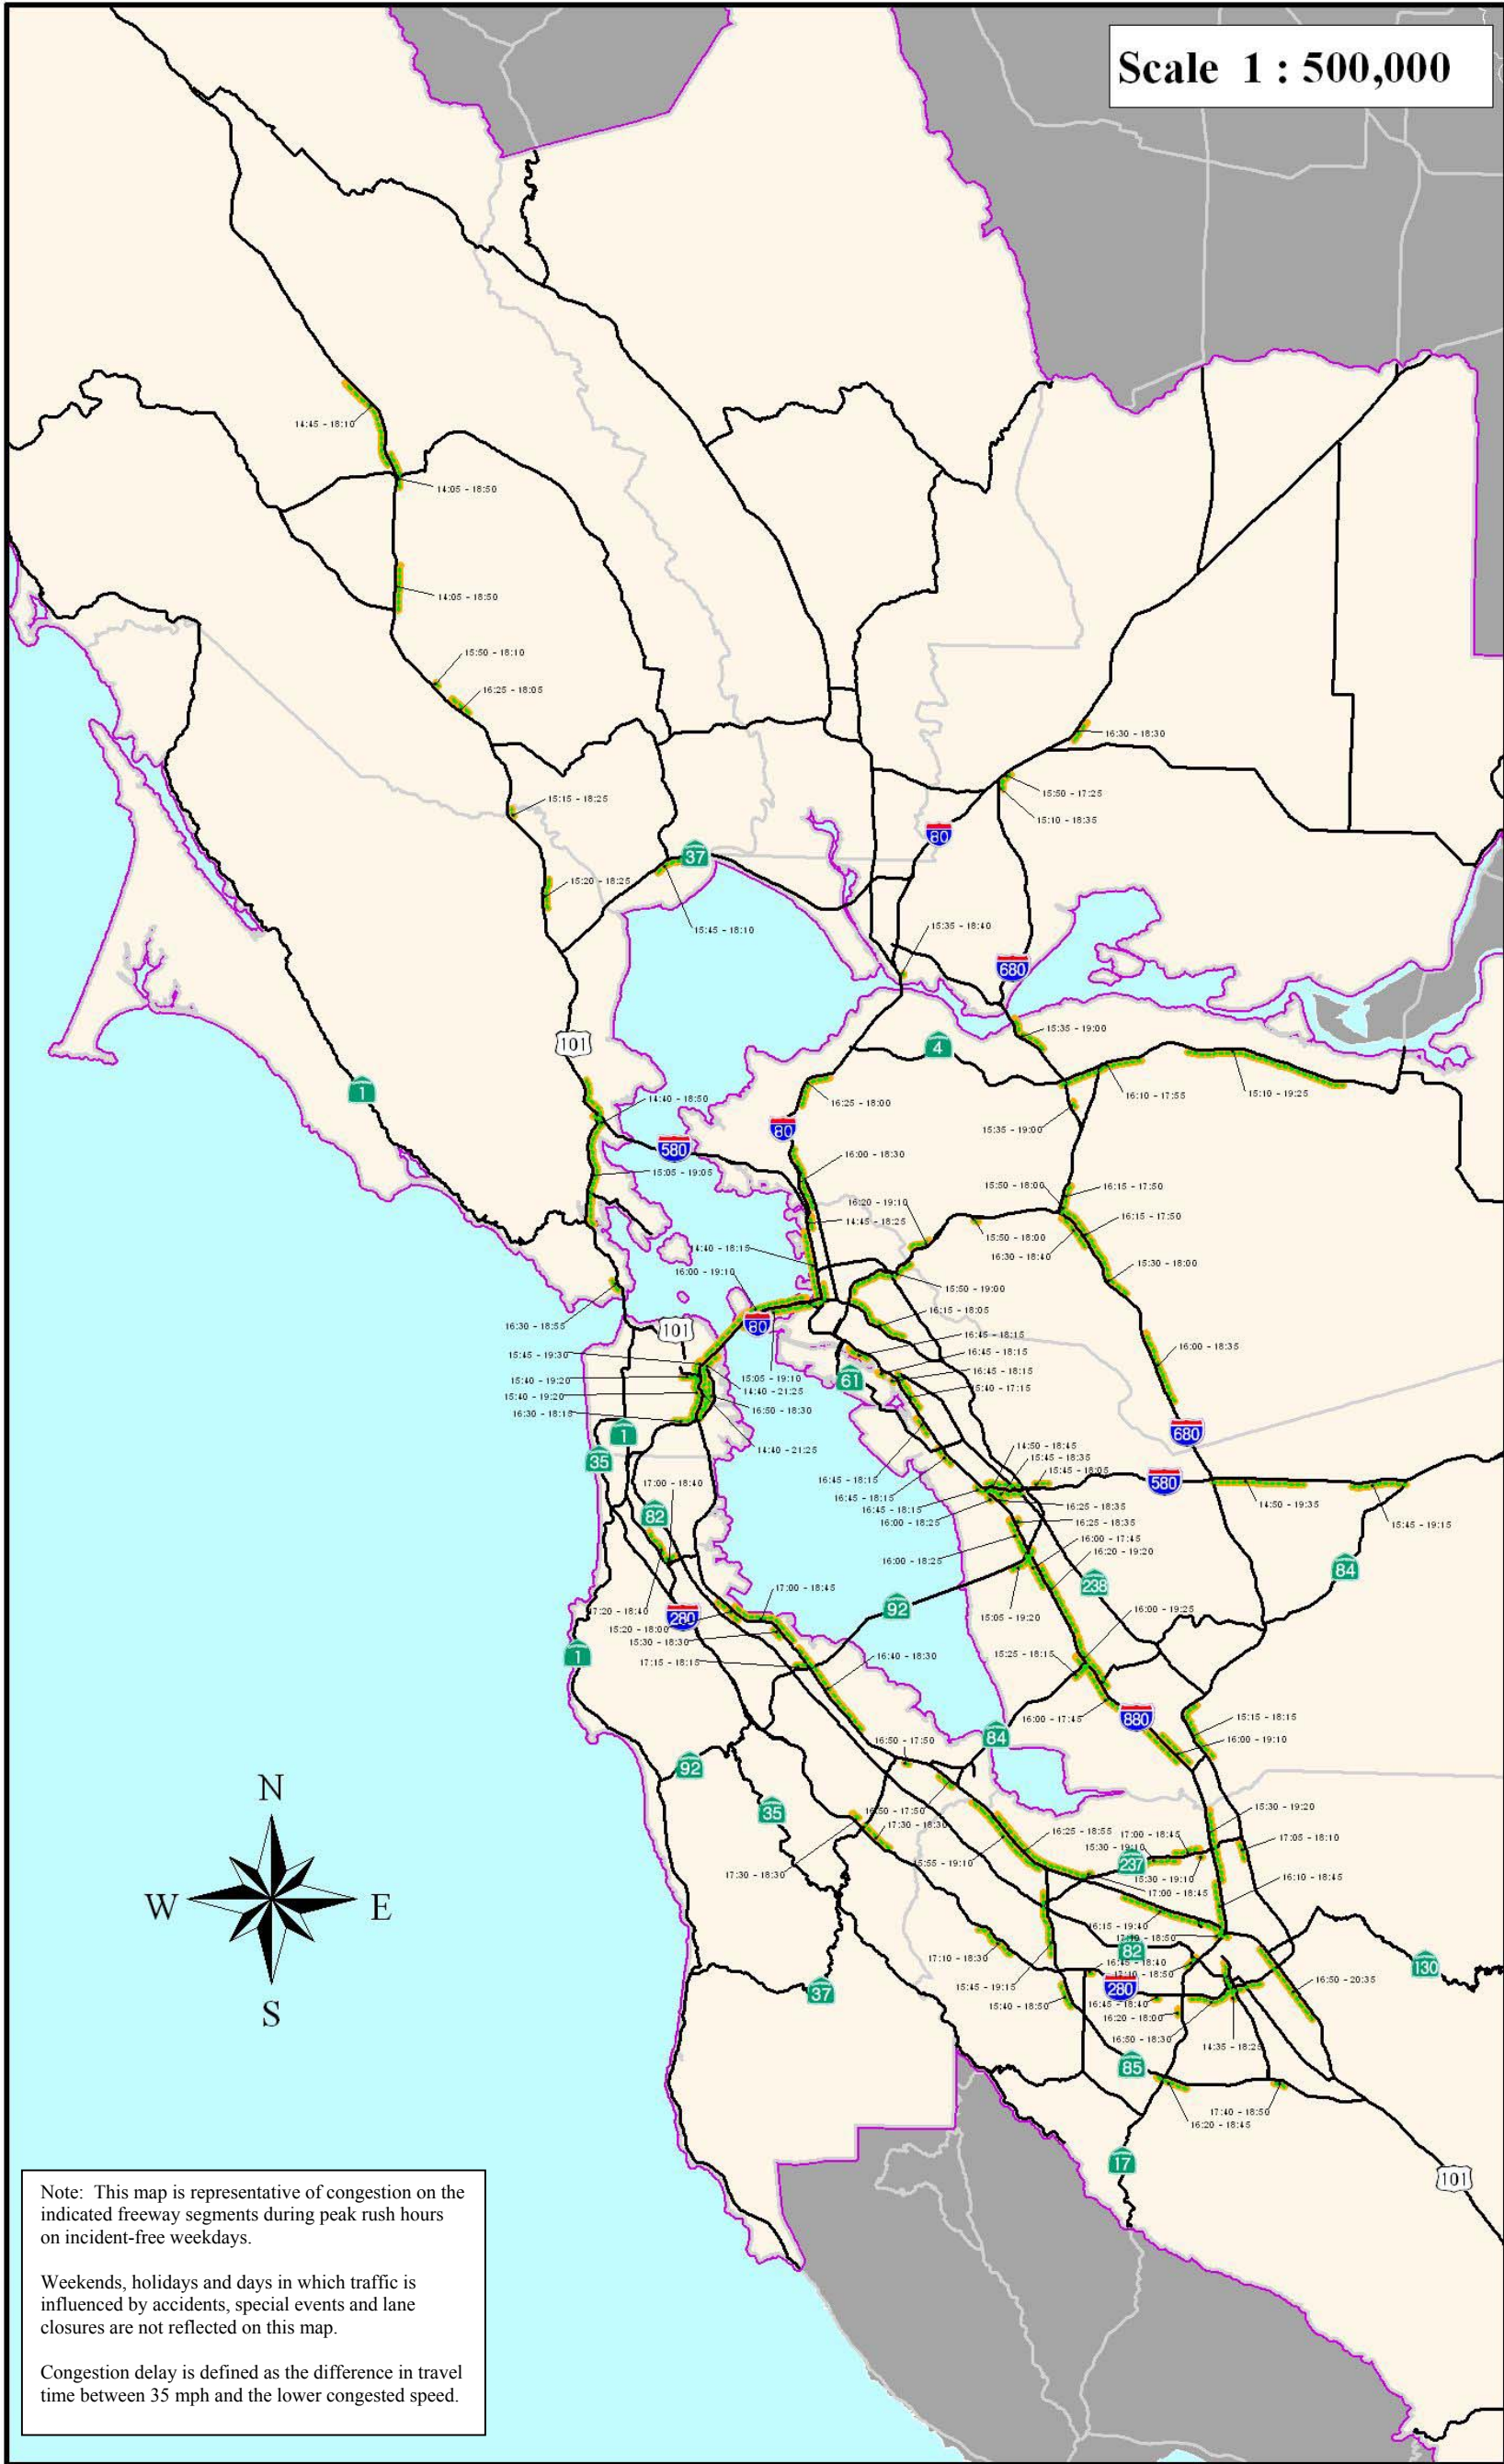 Scale 1 : 500,000
14:45 - 18:10
14:05 - 18:50
14:05 - 18:50
15:50 - 18:10
16:25 - 18:05
16:30 - 18:30
15:50 - 17:25
15:15 - 18:25
15:10 - 18:35
80
37
15:20 - 18:25
15:45 - 18:10
15:35 - 18:40
680
15:35 - 19:00
101
4
1
16:25 - 18:00
16:10 - 17:55
15:10 - 19:25
14:40 - 18:50
80
15:35 - 19:00
580
16:00 - 18:30
15:05 - 19:05
15:50 - 18:00
16:15 - 17:50
16:20 - 19:10
14:45 - 18:25
16:15 - 17:50
15:50 - 18:00
14:40 - 18:15
16:30 - 18:40
15:30 - 18:00
16:00 - 19:10
15:50 - 19:00
16:15 - 18:05
16:30 - 18:55
101
80
16:45 - 18:15
16:00 - 18:35
15:45 - 19:30
16:45 - 18:15
16:45 - 18:15
15:40 - 19:20
15:05 - 19:10
61
15:40 - 17:15
14:40 - 21:25
15:40 - 19:20
16:50 - 18:30
16:30 - 18:15
1
680
14:40 - 21:25
14:50 - 18:45
15:45 - 18:35
35
15:45 - 18:05
16:45 - 18:15
580
17:00 - 18:40
16:45 - 18:15
14:50 - 19:35
16:45 - 18:15
16:25 - 18:35
82
16:00 - 18:25
16:25 - 18:35
15:45 - 19:15
16:00 - 17:45
16:20 - 19:20
16:00 - 18:25
84
238
17:00 - 18:45
92
17:20 - 18:40
280
15:05 - 19:20
16:00 - 19:25
15:20 - 18:00
15:30 - 18:30
1
17:15 - 18:15
16:40 - 18:30
15:25 - 18:15
16:00 - 17:45
880
15:15 - 18:15
84
16:00 - 19:10
16:50 - 17:50
92
N
35
16:50 - 17:50
15:30 - 19:20
17:30 - 18:30
16:25 - 18:55
17:00 - 18:45
17:05 - 18:10
15:30 - 19:10
15:55 - 19:10
237
17:30 - 18:30
15:30 - 19:10
16:10 - 18:45
17:00 - 18:45
W
E
16:15 - 19:40
82
17:10 - 18:30
130
15:45 - 19:15
280
16:50 - 20:35
37
15:40 - 18:50
16:45 - 18:40
16:20 - 18:00
S
16:50 - 18:30
85
17:40 - 18:50
16:20 - 18:45
17
101
Note: This map is representative of congestion on the
indicated freeway segments during peak rush hours
on incident-free weekdays.
Weekends, holidays and days in which traffic is
influenced by accidents, special events and lane
closures are not reflected on this map.
Congestion delay is defined as the difference in travel
time between 35 mph and the lower congested speed.